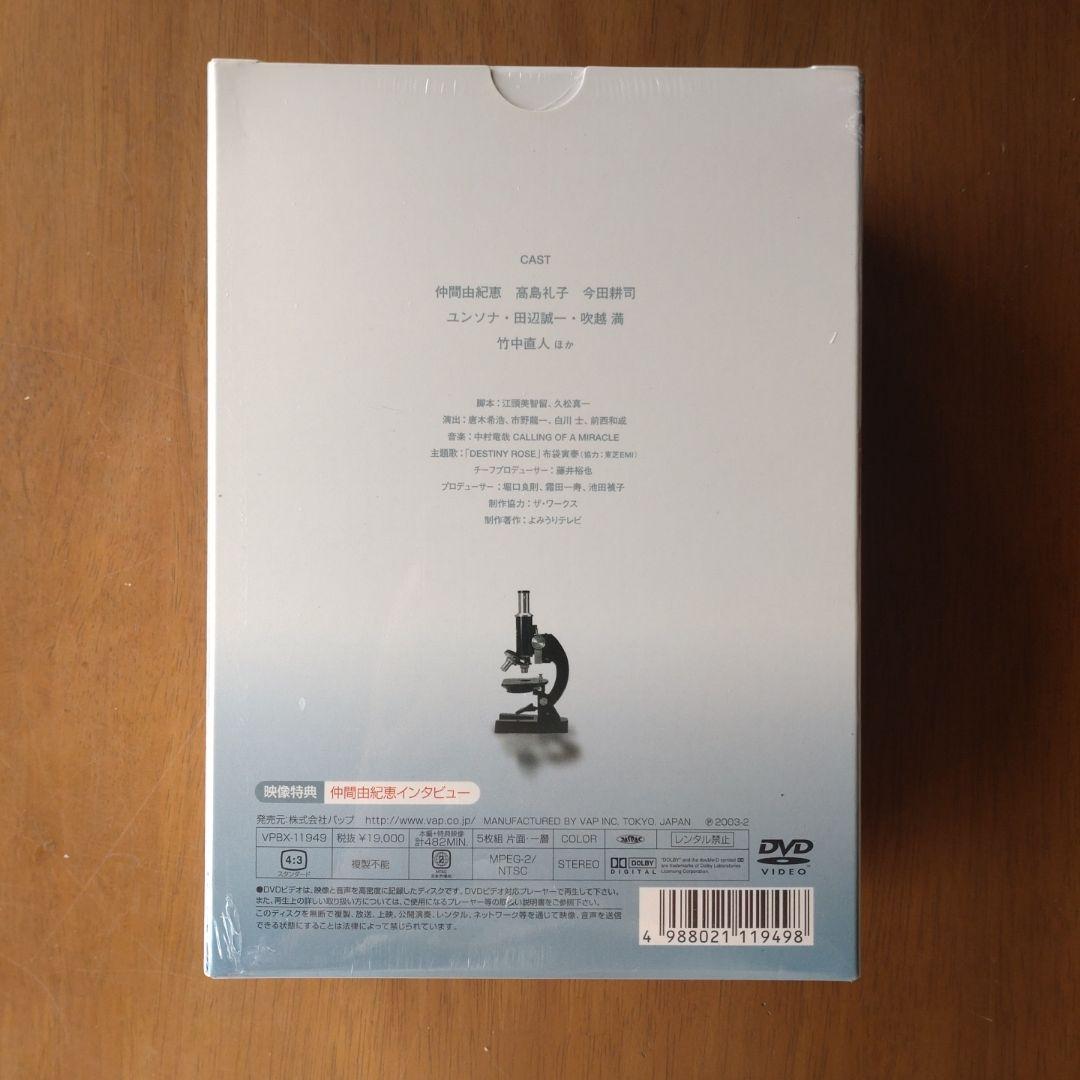 CAST
仲間由紀恵　高島礼子　今田耕司
ユンソナ・田辺誠一・吹越 満
竹中直人 ほか
脚本：江頭美智留、久松真一
演出：唐木希浩、市野龍一、白川 士、前西和成
音楽：中村竜哉 CALLING OF A MIRACLE
主題歌：「DESTINY ROSE」布袋寅泰（協力：東芝EMI）
チーフプロデューサー：藤井裕也
プロデューサー：堀口良則、霜田一寿、池田禎子
制作協力：ザ・ワークス
制作著作：よみうりテレビ
映像特典 仲間由紀恵インタビュー
発売元：株式会社バップ　http://www.vap.co.jp/　MANUFACTURED BY VAP INC, TOKYO. JAPAN　℗2003-2
VPBX-11949 税抜 ¥19,000 本編+特典映像 計482MIN. 5枚組 片面・一層 COLOR レンタル禁止
4:3 スタンダード 複製不能 2 MPEG-2/NTSC STEREO DOLBY DIGITAL "DOLBY" and the double-D symbol are trademarks of Dolby Laboratories Licensing Corporation. DVD VIDEO
●DVDビデオは、映像と音声を高密度に記録したディスクです。DVDビデオ対応プレーヤーで再生して下さい。
また、再生上の詳しい取り扱い方については、ご使用になるプレーヤー等の取扱い説明書をご参照下さい。
このディスクを無断で複製、放送、上映、公開演奏、レンタル、ネットワーク等を通じて映像、音声を送信
できる状態にすることは法律によって禁じられています。
4 988021 119498